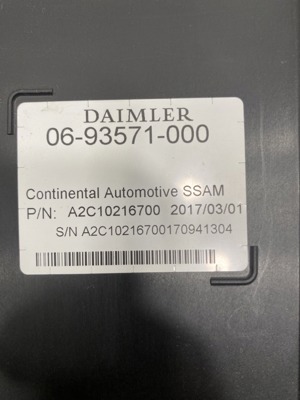 DAIMLER
06-93571-000
Continental Automotive SSAM
P/N: A2C10216700 2017/03/01
S/N A2C10216700170941304